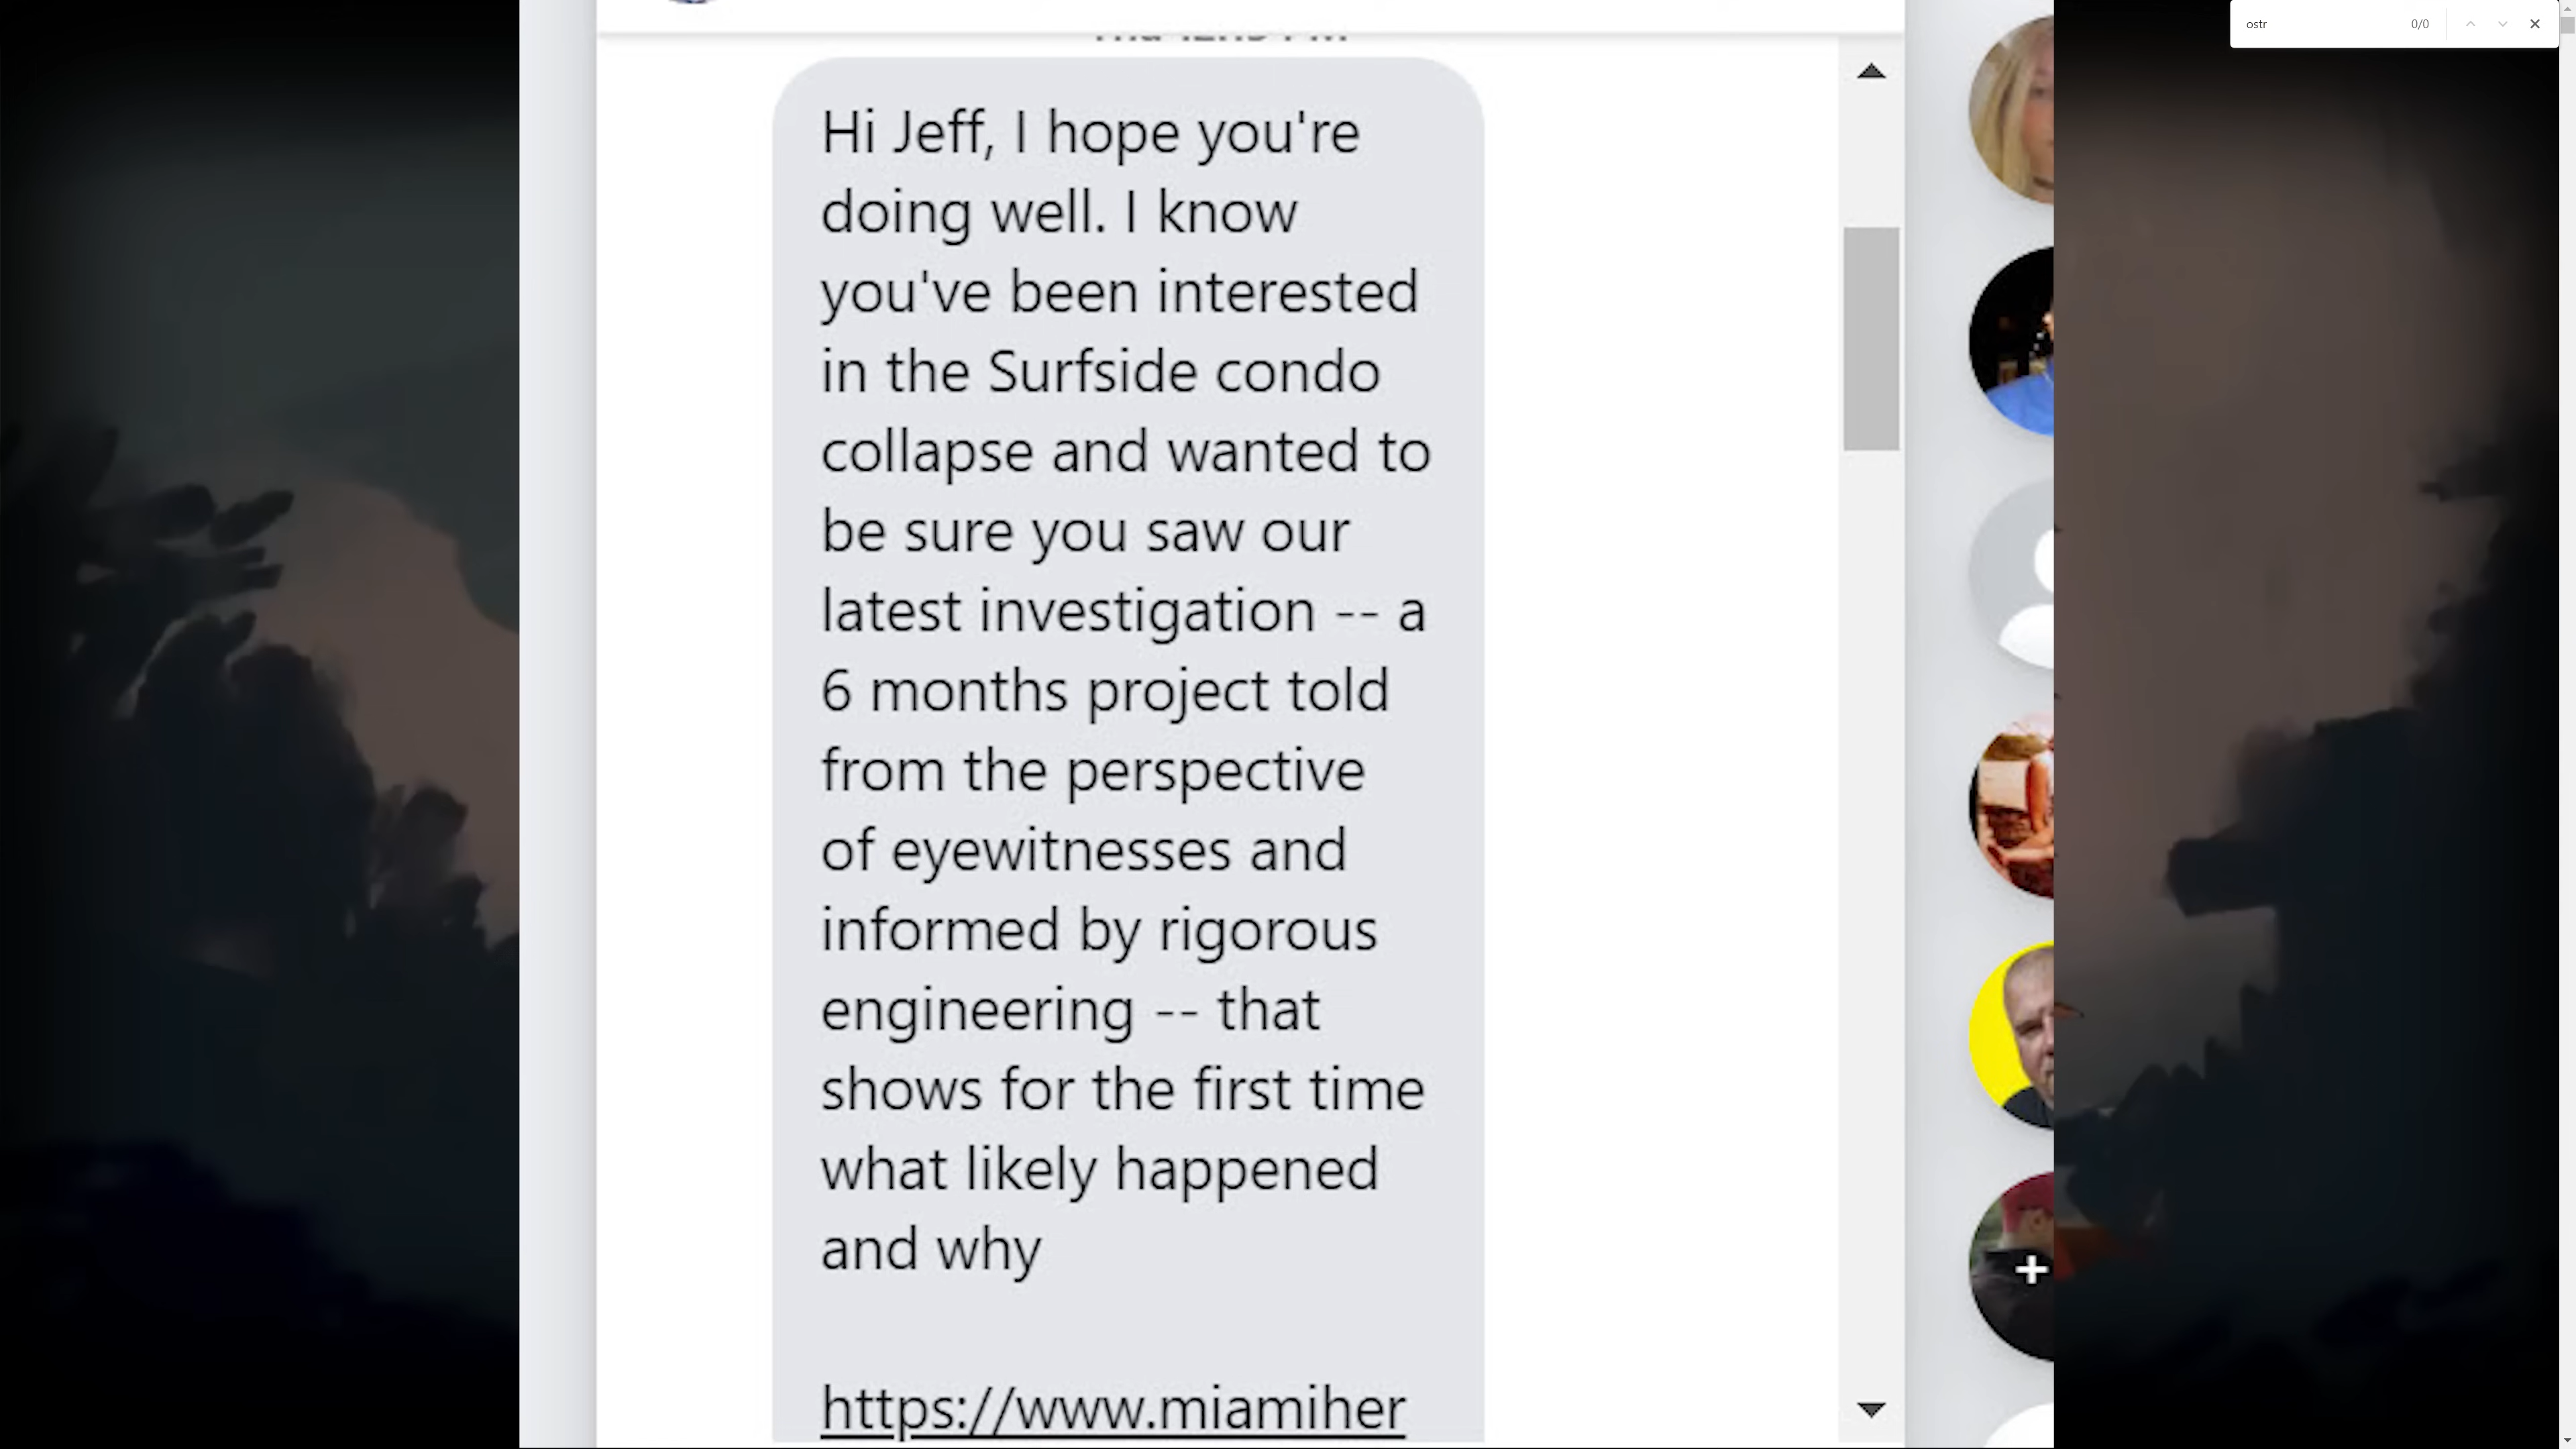 ostr 0/0
Hi Jeff, I hope you're
doing well. I know
you've been interested
in the Surfside condo
collapse and wanted to
be sure you saw our
latest investigation -- a
6 months project told
from the perspective
of eyewitnesses and
informed by rigorous
engineering -- that
shows for the first time
what likely happened
and why
https://www.miamiher